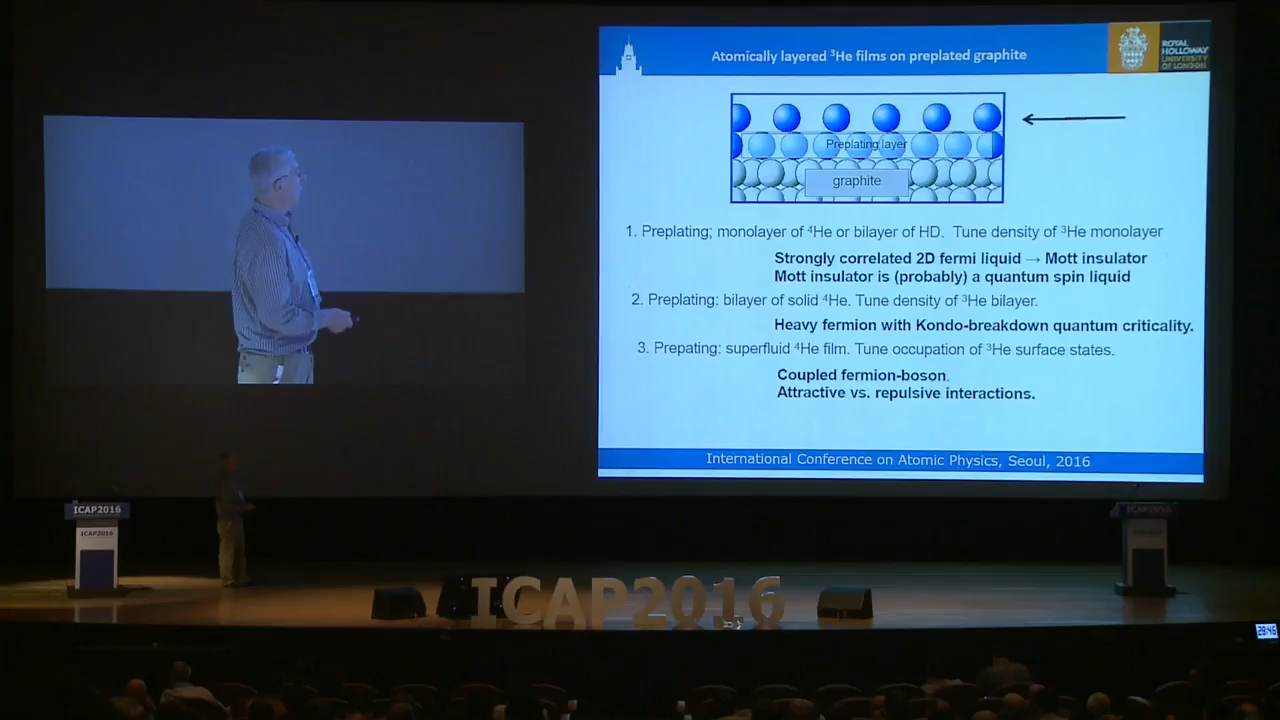 Atomically layered ³He films on preplated graphite
ROYAL
HOLLOWAY
UNIVERSITY
OF LONDON
Preplating layer
graphite
1. Preplating; monolayer of ⁴He or bilayer of HD. Tune density of ³He monolayer
Strongly correlated 2D fermi liquid → Mott insulator
Mott insulator is (probably) a quantum spin liquid
2. Preplating: bilayer of solid ⁴He. Tune density of ³He bilayer.
Heavy fermion with Kondo-breakdown quantum criticality.
3. Prepating: superfluid ⁴He film. Tune occupation of ³He surface states.
Coupled fermion-boson.
Attractive vs. repulsive interactions.
International Conference on Atomic Physics, Seoul, 2016
ICAP2016
ICAP2016
ICAP2016
ICAP2016